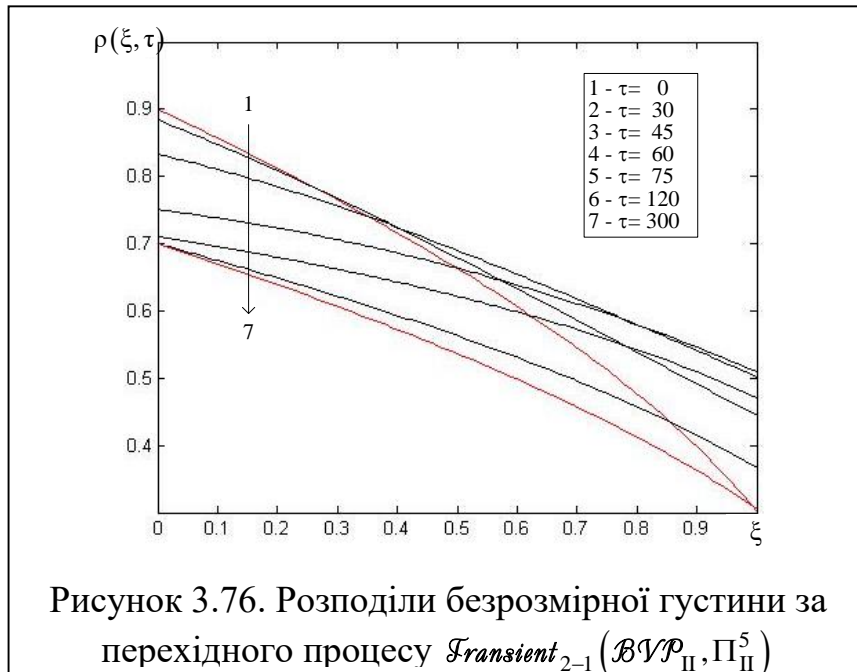 ρ(ξ,τ)
0.9
0.8
0.7
0.6
0.5
0.4
1
7
1 - τ= 0
2 - τ= 30
3 - τ= 45
4 - τ= 60
5 - τ= 75
6 - τ= 120
7 - τ= 300
0 0.1 0.2 0.3 0.4 0.5 0.6 0.7 0.8 0.9 ξ
Рисунок 3.76. Розподіли безрозмірної густини за
перехідного процесу 𝒯ransient₂₋₁(ℬ𝒱𝒫_II, Π_II^5)